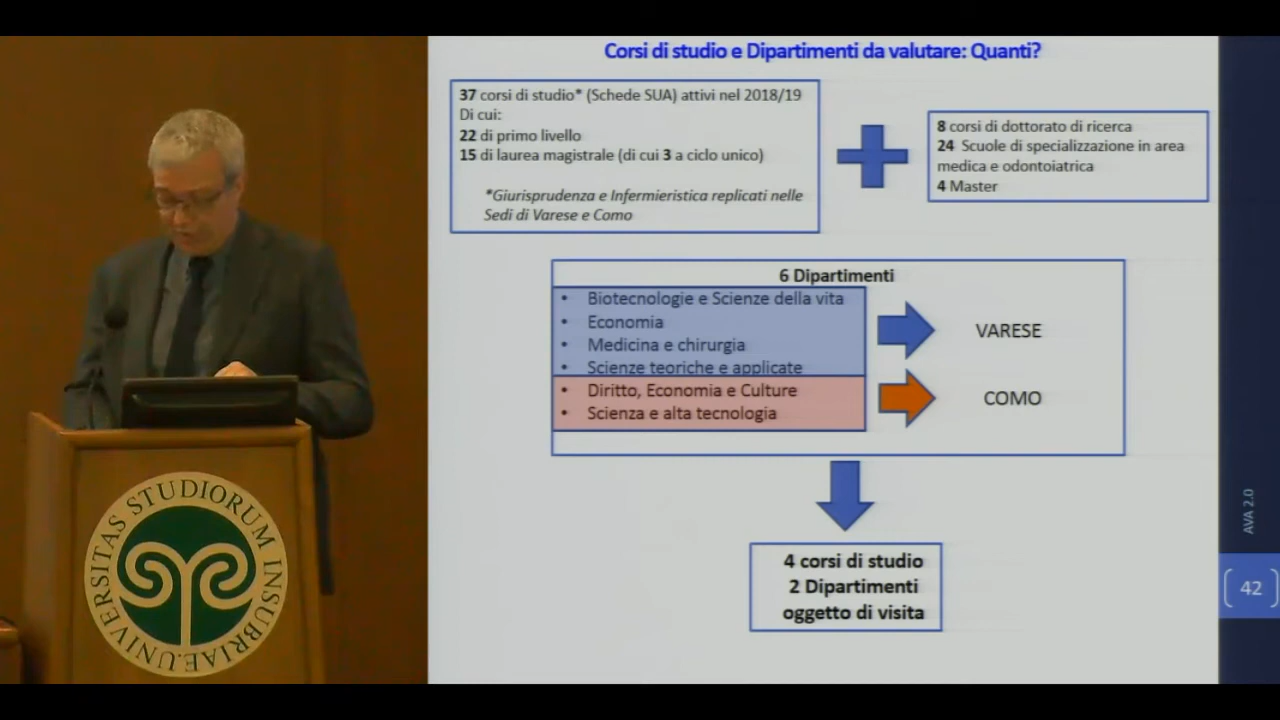 Corsi di studio e Dipartimenti da valutare: Quanti?
37 corsi di studio* (Schede SUA) attivi nel 2018/19
Di cui:
22 di primo livello
15 di laurea magistrale (di cui 3 a ciclo unico)
*Giurisprudenza e Infermieristica replicati nelle
Sedi di Varese e Como
8 corsi di dottorato di ricerca
24 Scuole di specializzazione in area
medica e odontoiatrica
4 Master
6 Dipartimenti
• Biotecnologie e Scienze della vita
• Economia
• Medicina e chirurgia
• Scienze teoriche e applicate
• Diritto, Economia e Culture
• Scienza e alta tecnologia
VARESE
COMO
4 corsi di studio
2 Dipartimenti
oggetto di visita
AVA 2.0
42
UNIVERSITAS STUDIORUM INSUBRIAE